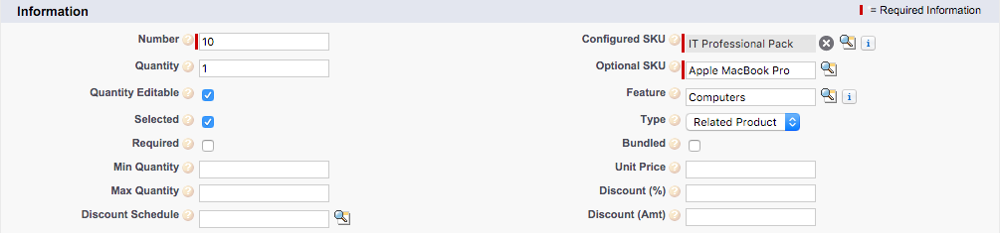 Information = Required Information
Number 10 Configured SKU IT Professional Pack
Quantity 1 Optional SKU Apple MacBook Pro
Quantity Editable Feature Computers
Selected Type Related Product
Required Bundled
Min Quantity Unit Price
Max Quantity Discount (%)
Discount Schedule Discount (Amt)